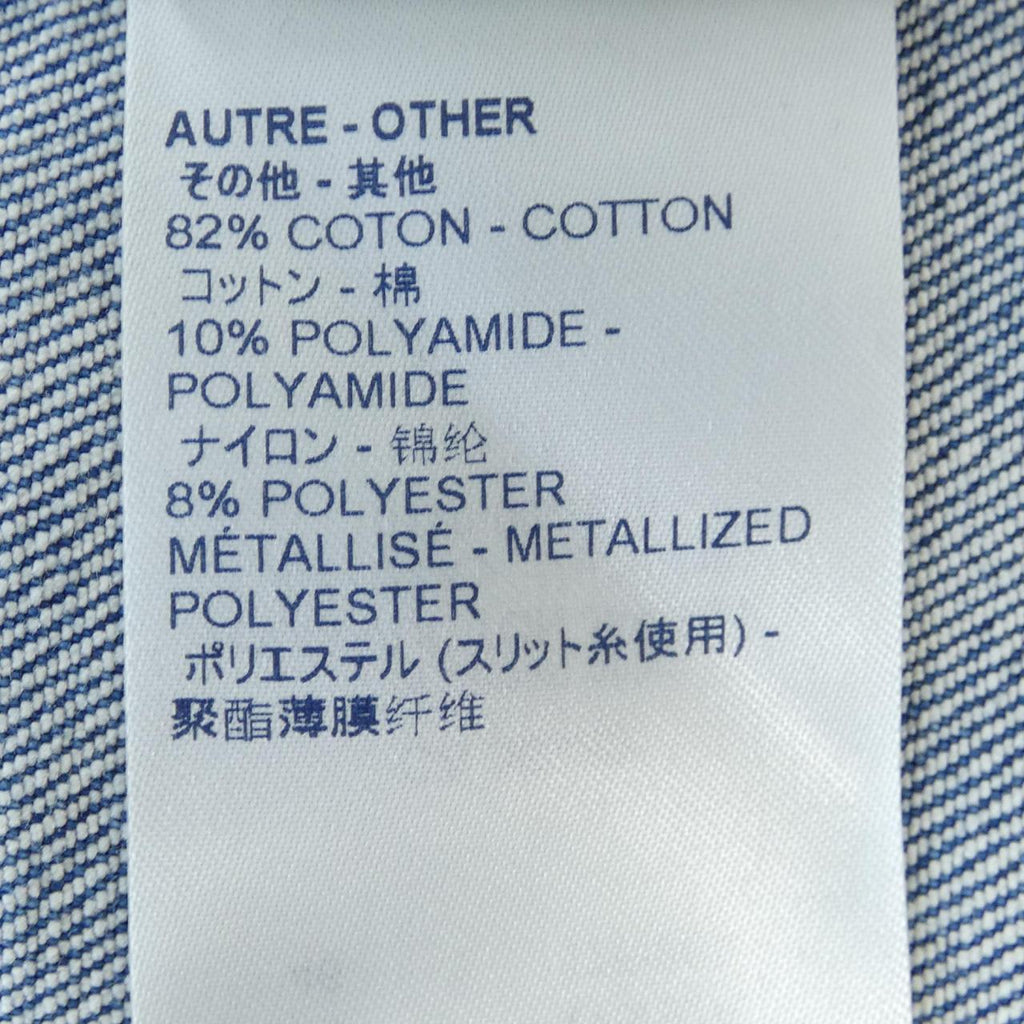 AUTRE - OTHER
その他 - 其他
82% COTON - COTTON
コットン - 棉
10% POLYAMIDE -
POLYAMIDE
ナイロン - 锦纶
8% POLYESTER
MÉTALLISÉ - METALLIZED
POLYESTER
ポリエステル (スリット糸使用) -
聚酯薄膜纤维